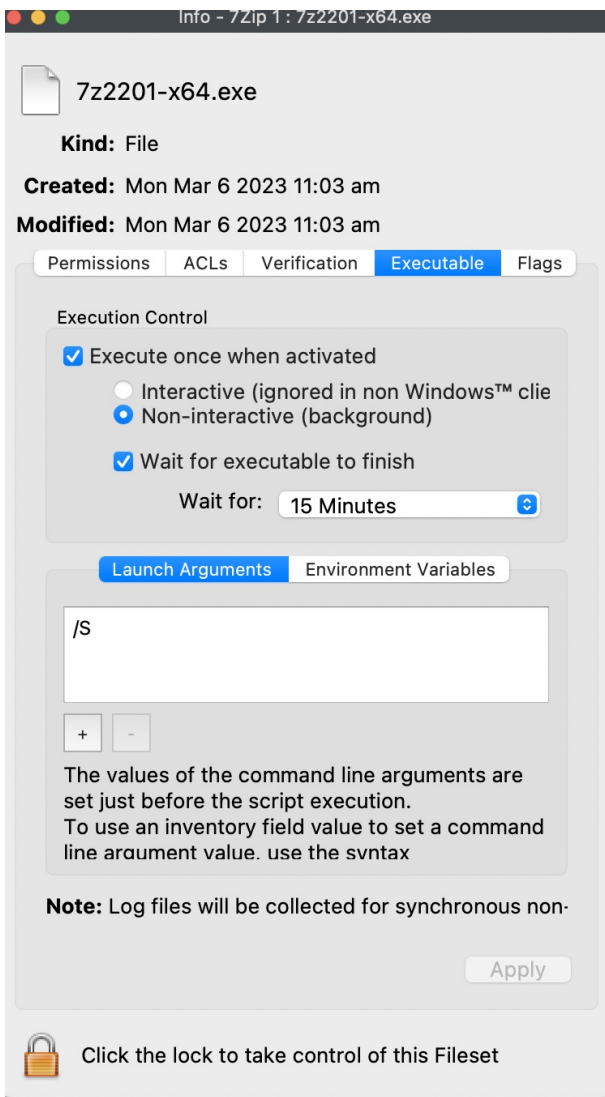 Info - 7Zip 1 : 7z2201-x64.exe
7z2201-x64.exe
Kind: File
Created: Mon Mar 6 2023 11:03 am
Modified: Mon Mar 6 2023 11:03 am
Permissions ACLs Verification Executable Flags
Execution Control
Execute once when activated
Interactive (ignored in non Windows™ clie
Non-interactive (background)
Wait for executable to finish
Wait for: 15 Minutes
Launch Arguments Environment Variables
/S
+ -
The values of the command line arguments are
set just before the script execution.
To use an inventory field value to set a command
line argument value, use the syntax
Note: Log files will be collected for synchronous non-
Apply
Click the lock to take control of this Fileset